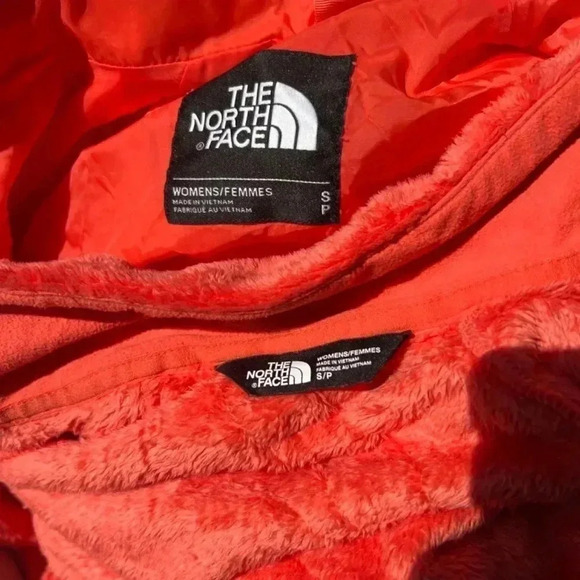 THE
NORTH
®FACE
WOMENS/FEMMES
MADE IN VIETNAM
FABRIQUÉ AU VIETNAM
S
P
THE
NORTH
®FACE
WOMENS/FEMMES
MADE IN VIETNAM
FABRIQUÉ AU VIETNAM
S/P